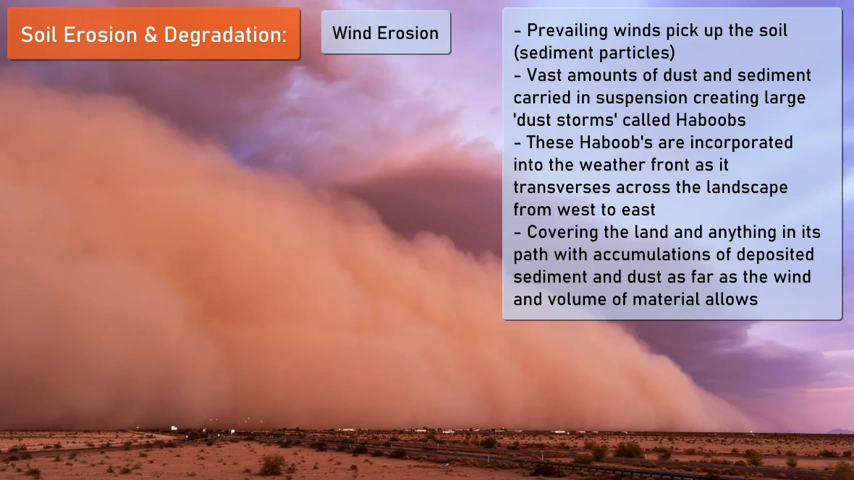 Soil Erosion & Degradation:
Wind Erosion
- Prevailing winds pick up the soil
(sediment particles)
- Vast amounts of dust and sediment
carried in suspension creating large
'dust storms' called Haboobs
- These Haboob's are incorporated
into the weather front as it
transverses across the landscape
from west to east
- Covering the land and anything in its
path with accumulations of deposited
sediment and dust as far as the wind
and volume of material allows